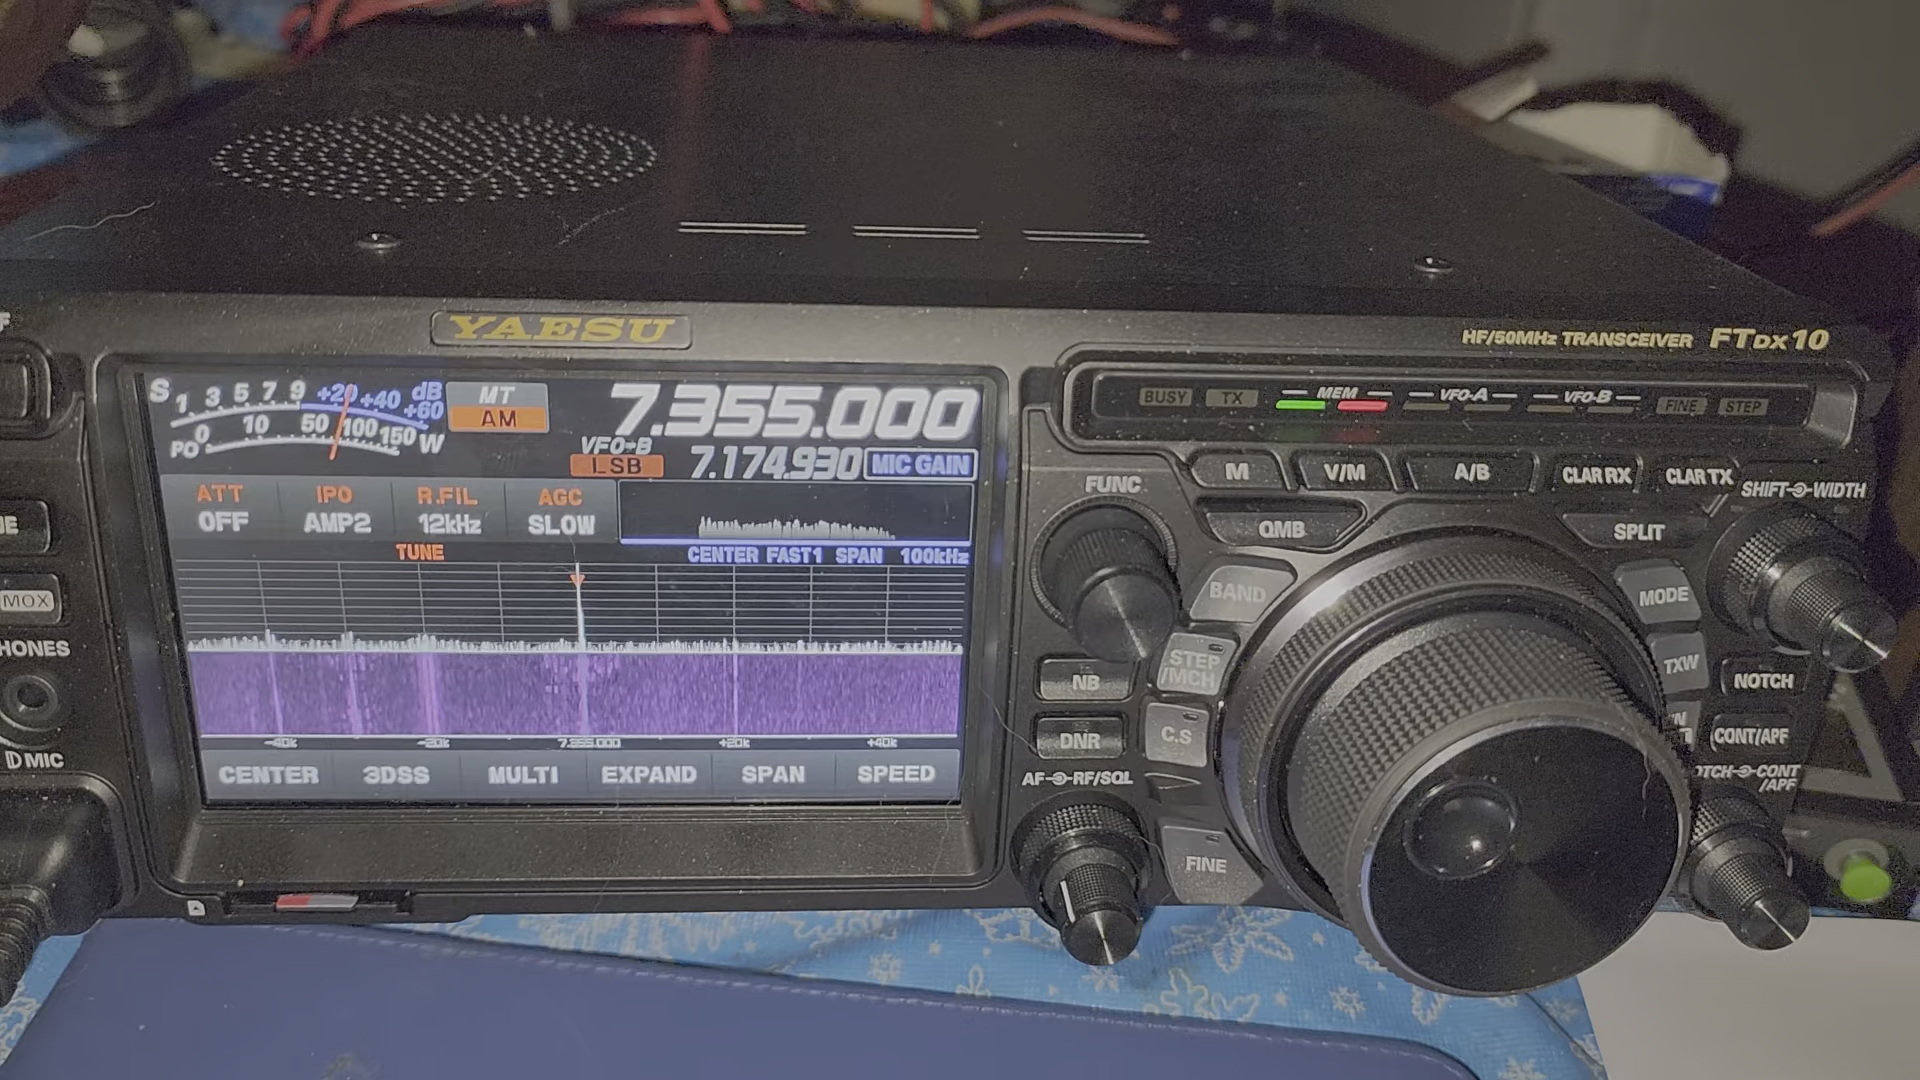 YAESU
HF/50MHz TRANSCEIVER FTDX10
S 1 3 5 7 9 +20 +40 +60 dB
PO 0 10 50 100 150 W
MT
AM
7.355.000
VFO-B
LSB
7.174.930
MIC GAIN
ATT
OFF
IPO
AMP2
R.FIL
12kHz
AGC
SLOW
TUNE
CENTER FAST1 SPAN 100kHz
-40k -20k 7,355.000 +20k +40k
CENTER 3DSS MULTI EXPAND SPAN SPEED
BUSY TX MEM VFO-A VFO-B FINE STEP
M V/M A/B CLAR RX CLAR TX
FUNC
QMB
SPLIT
SHIFT WIDTH
BAND
MODE
STEP
/MCH
TXW
NB
NOTCH
DNR
C.S
CONT/APF
AF RF/SQL
CONT
/APF
FINE
MOX
MIC